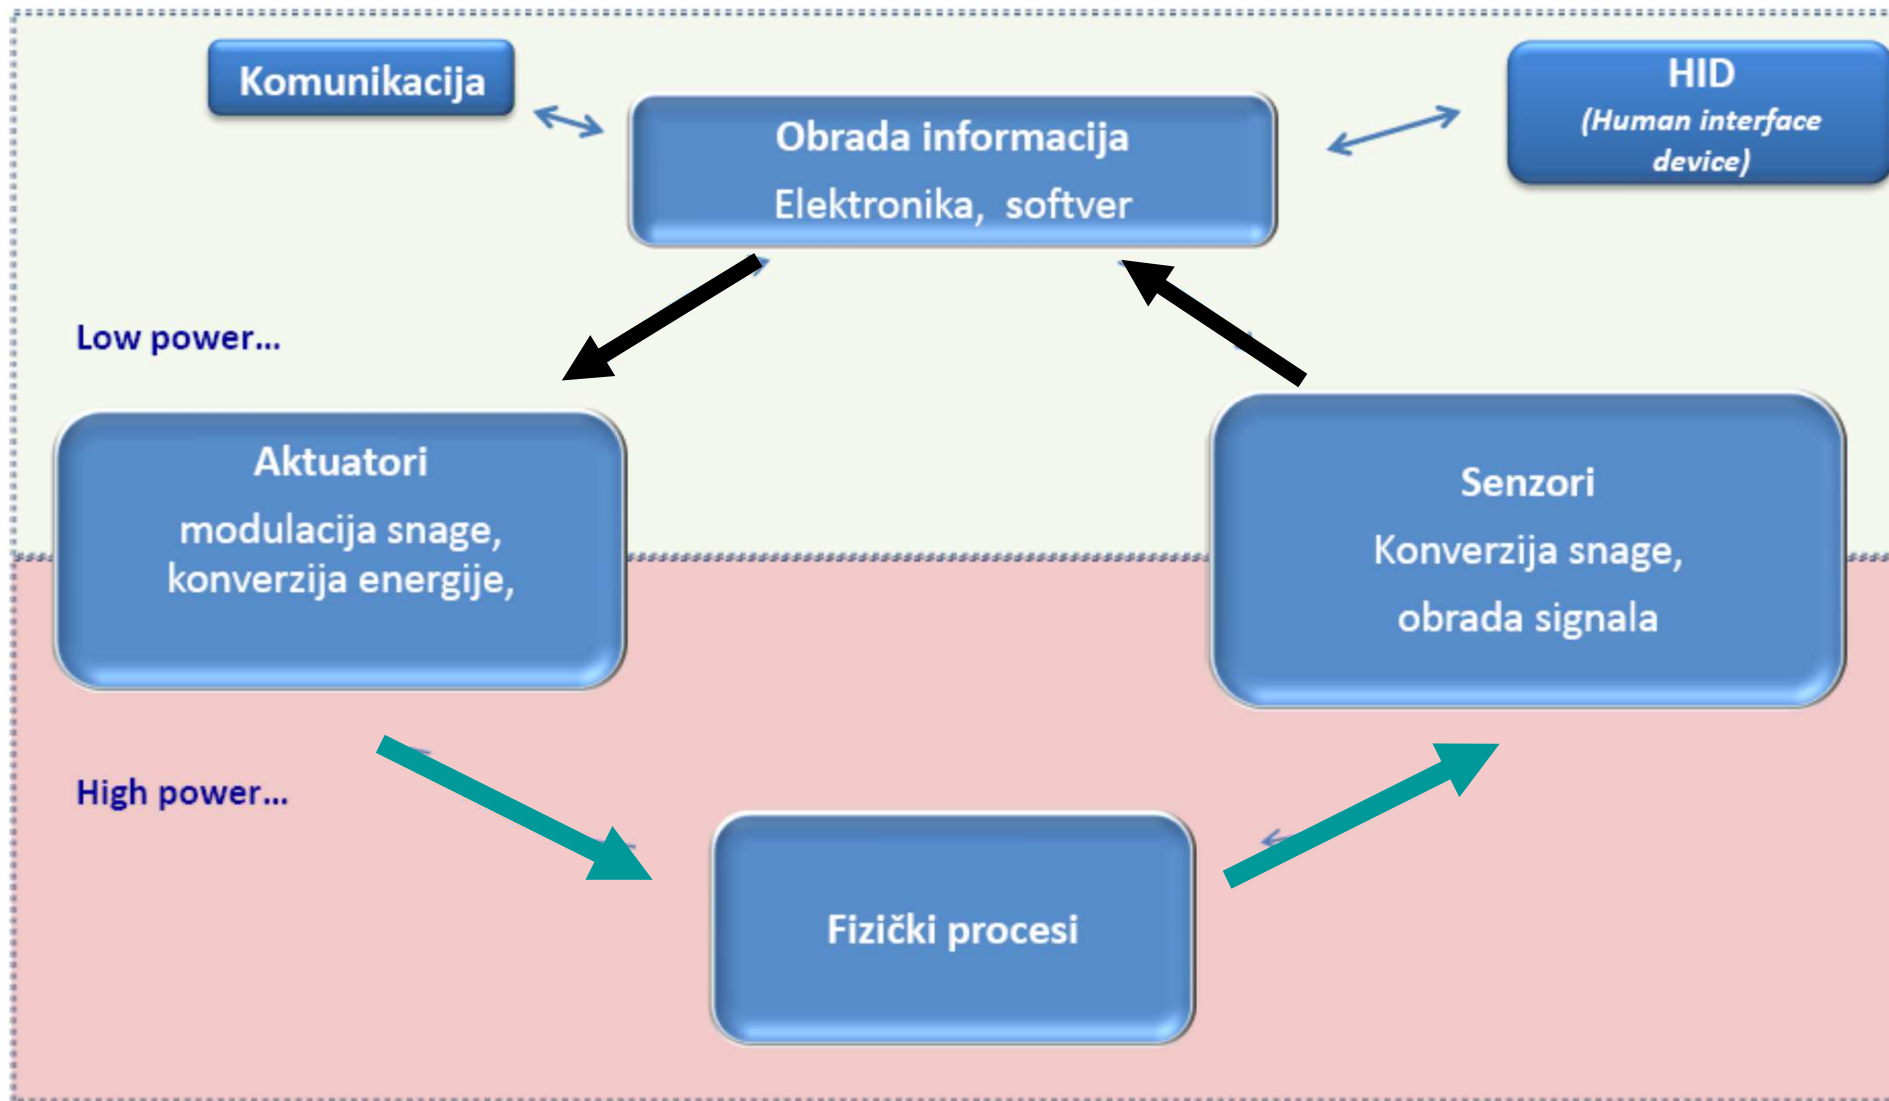 Komunikacija
HID
(Human interface
device)
Obrada informacija
Elektronika, softver
Low power...
Aktuatori
modulacija snage,
konverzija energije,
Senzori
Konverzija snage,
obrada signala
High power...
Fizički procesi